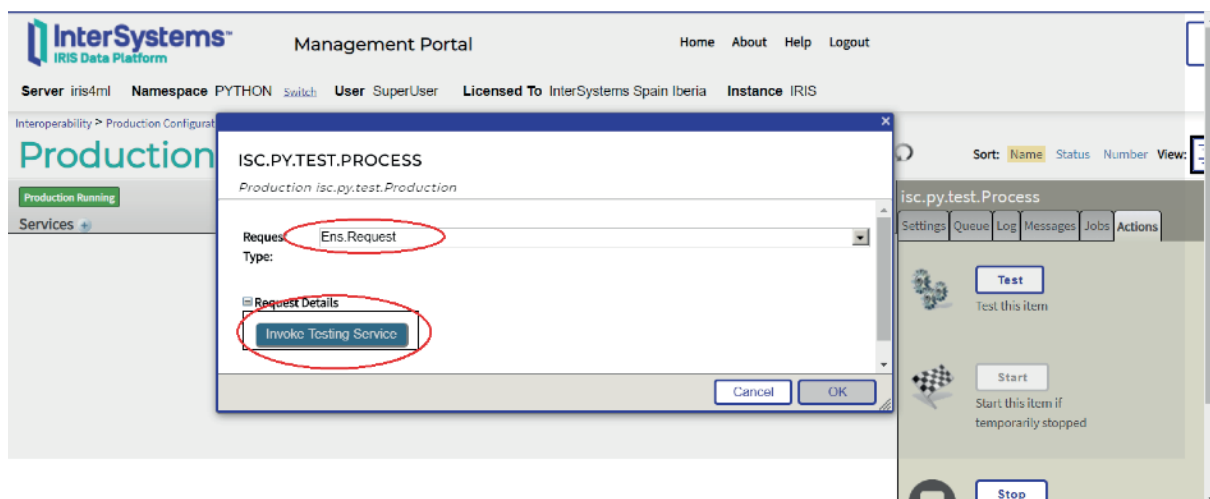 InterSystems™
IRIS Data Platform
Management Portal
Home About Help Logout
Server iris4ml Namespace PYTHON Switch User SuperUser Licensed To InterSystems Spain Iberia Instance IRIS
Interoperability > Production Configurat
Production
Sort: Name Status Number View:
Production Running
Services
ISC.PY.TEST.PROCESS
Production isc.py.test.Production
Reques Ens.Request
Type:
Request Details
Invoke Testing Service
Cancel OK
isc.py.test.Process
Settings Queue Log Messages Jobs Actions
Test
Test this item
Start
Start this item if
temporarily stopped
Stop